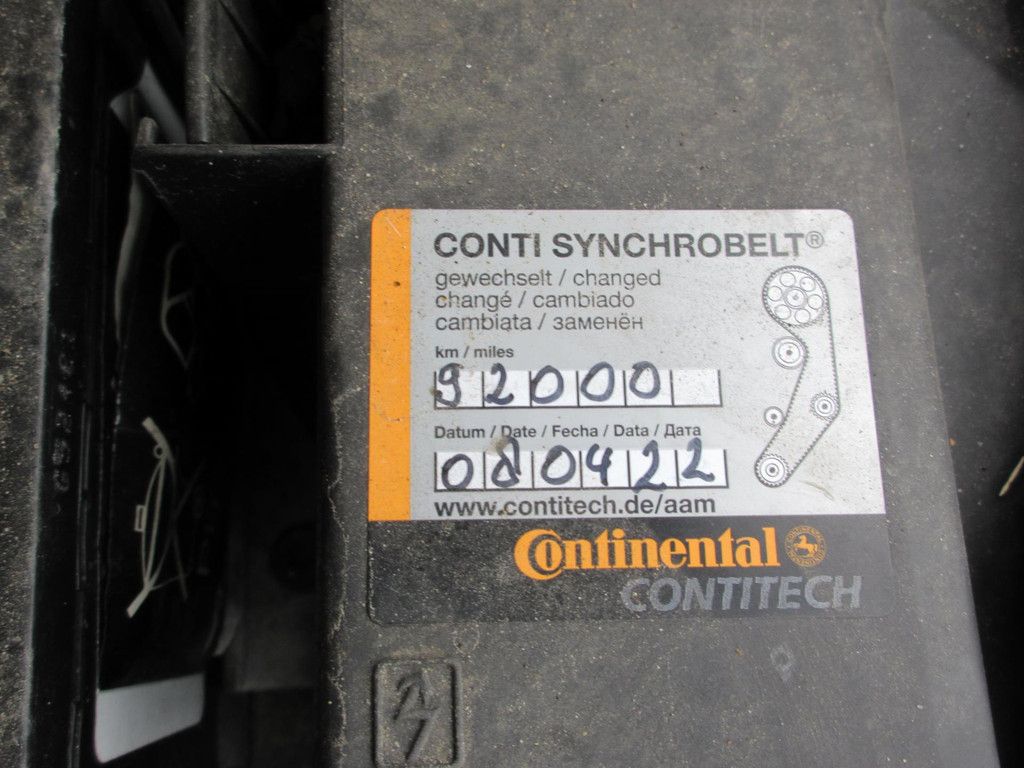 CONTI SYNCHROBELT®
gewechselt / changed
changé / cambiado
cambiata / заменён
km / miles
92000
Datum / Date / Fecha / Data / Дата
080422
www.contitech.de/aam
Continental
CONTITECH